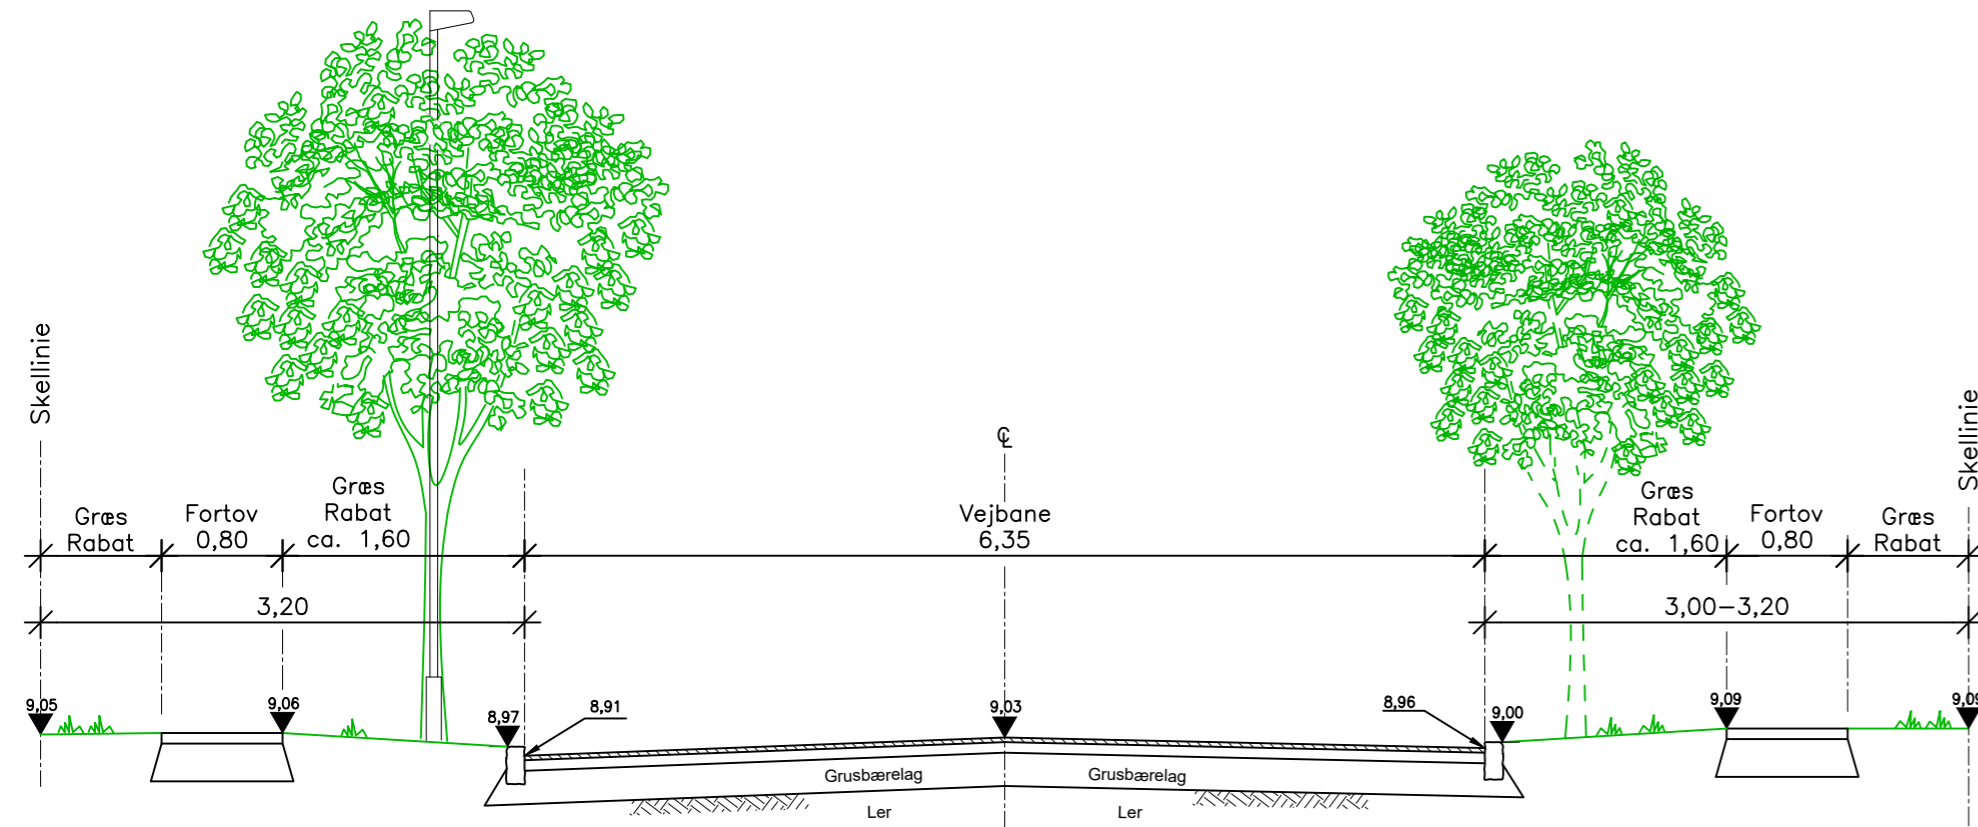 Skellinie
Græs
Rabat
Fortov
0,80
Græs
Rabat
ca. 1,60
℄
Vejbane
6,35
Græs
Rabat
ca. 1,60
Fortov
0,80
Græs
Rabat
Skellinie
3,20
3,00-3,20
9,05
9,06
8,97
8,91
9,03
8,96
9,00
9,09
9,09
Grusbærelag
Grusbærelag
Ler
Ler